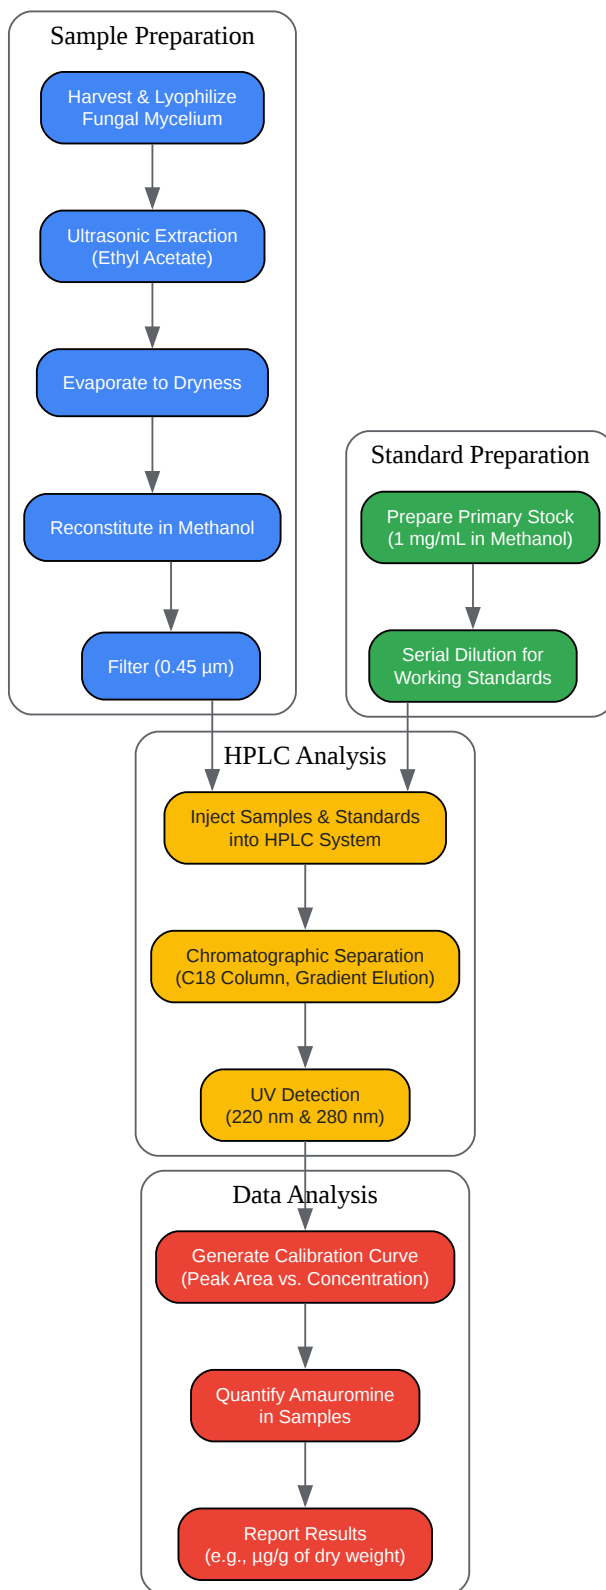 Sample Preparation
Harvest & Lyophilize
Fungal Mycelium
Ultrasonic Extraction
(Ethyl Acetate)
Evaporate to Dryness
Reconstitute in Methanol
Filter (0.45 µm)
Standard Preparation
Prepare Primary Stock
(1 mg/mL in Methanol)
Serial Dilution for
Working Standards
HPLC Analysis
Inject Samples & Standards
into HPLC System
Chromatographic Separation
(C18 Column, Gradient Elution)
UV Detection
(220 nm & 280 nm)
Data Analysis
Generate Calibration Curve
(Peak Area vs. Concentration)
Quantify Amauromine
in Samples
Report Results
(e.g., µg/g of dry weight)